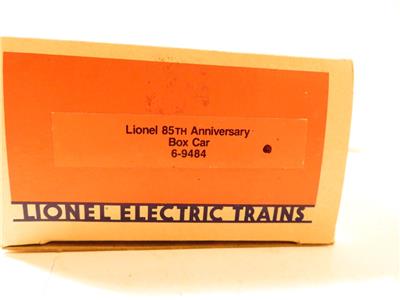 Lionel 85TH Anniversary
Box Car
6-9484
LIONEL ELECTRIC TRAINS